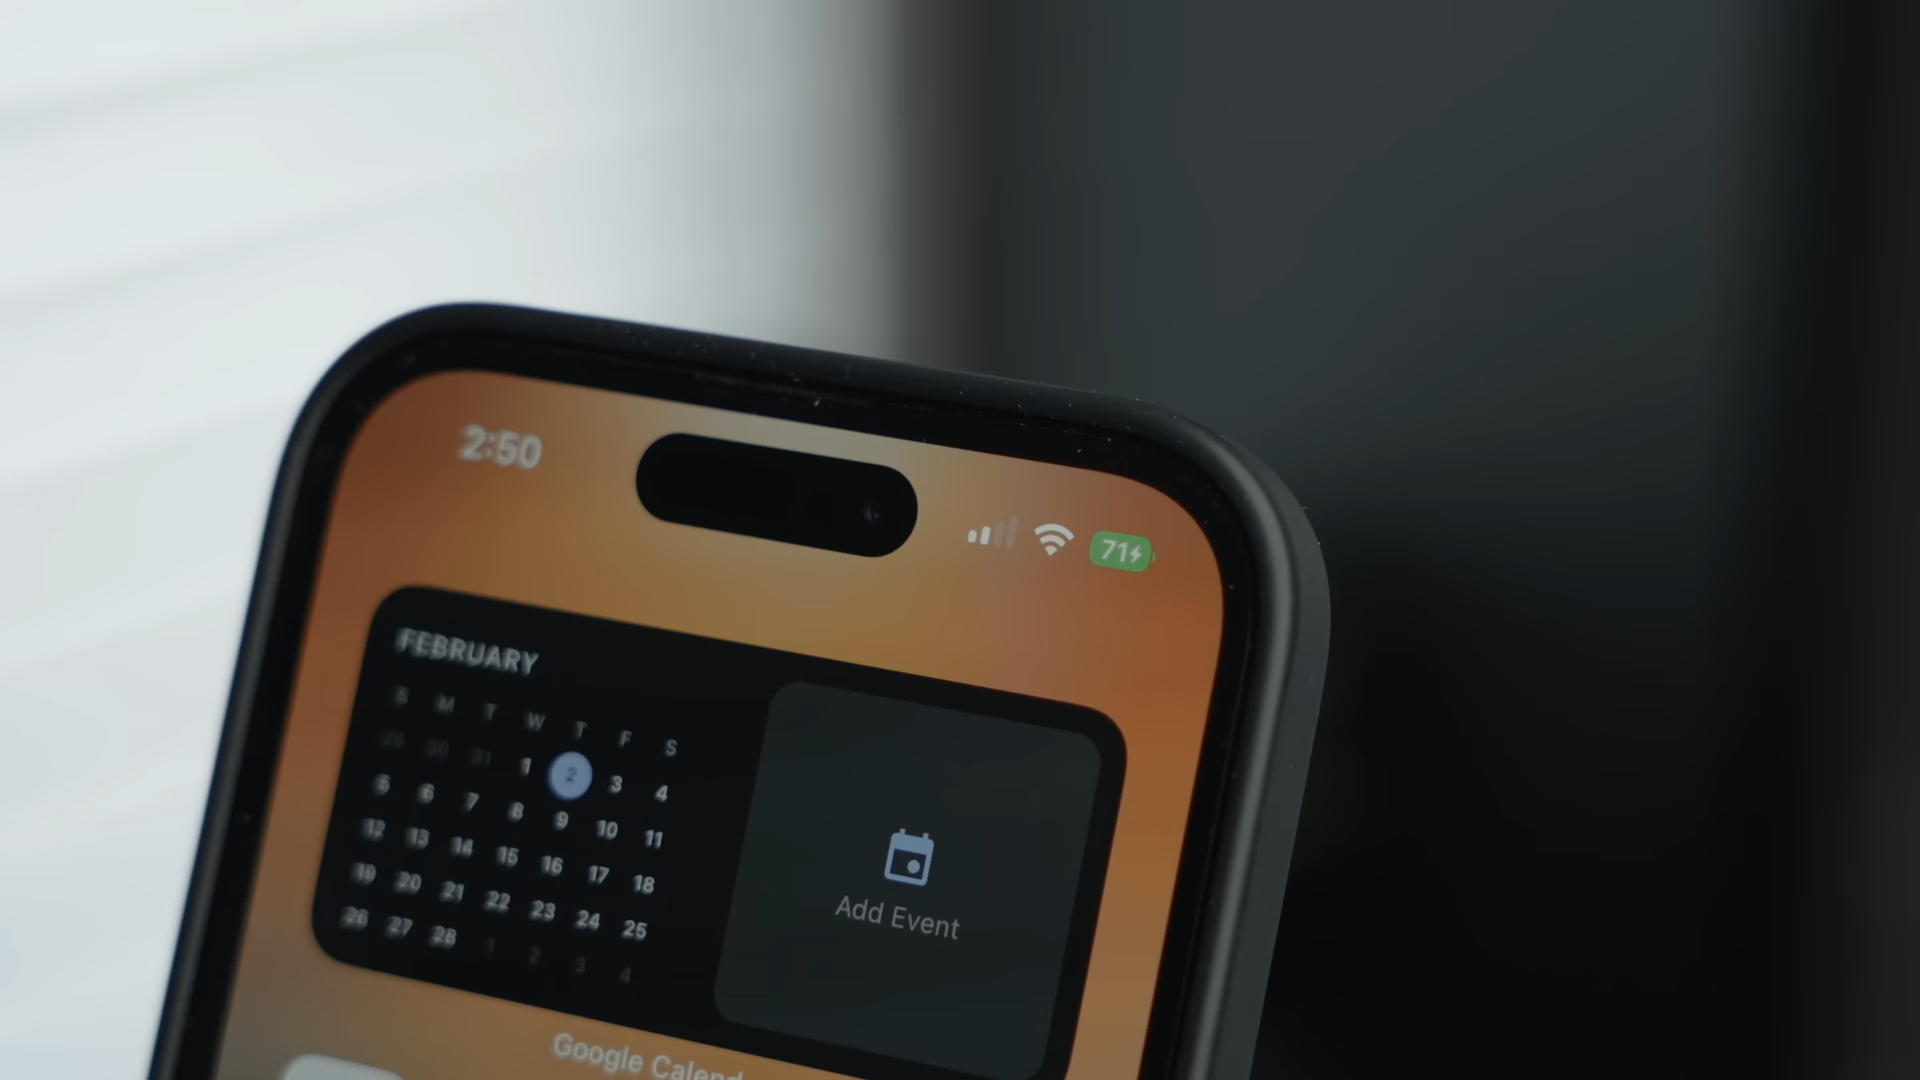 2:50
71
FEBRUARY
S M T W T F S
29 30 31 1 2 3 4
5 6 7 8 9 10 11
12 13 14 15 16 17 18
19 20 21 22 23 24 25
26 27 28 1 2 3 4
Add Event
Google Calend